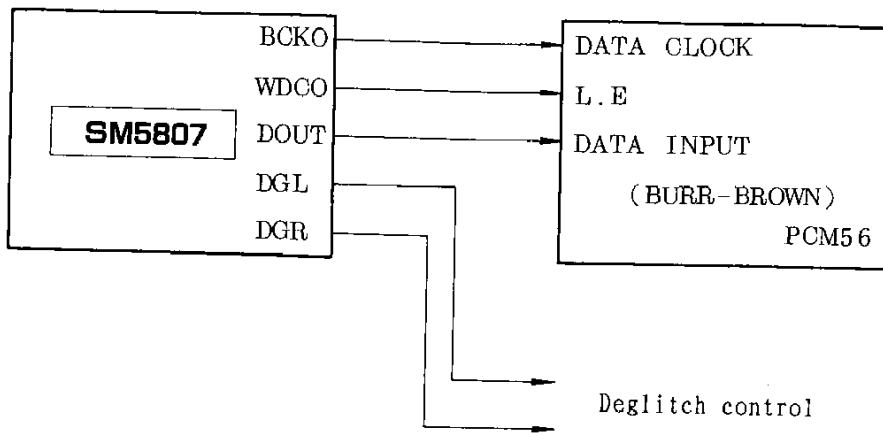 BCKO
WDCO
SM5807
DOUT
DGL
DGR
DATA CLOCK
L.E
DATA INPUT
(BURR-BROWN)
PCM56
Deglitch control